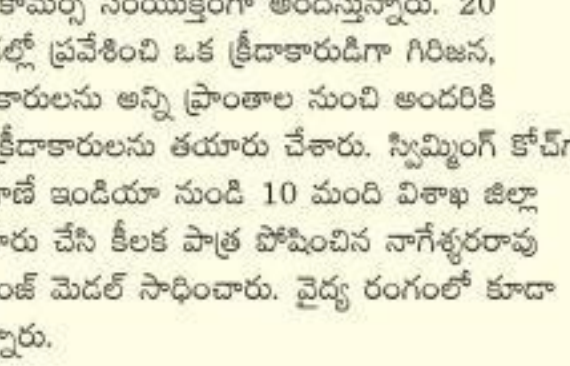 కామర్స్ సంయుక్తంగా అందిస్తున్నారు. 20
ల్లో ప్రవేశించి ఒక క్రీడాకారుడిగా గిరిజన,
కారులను అన్ని ప్రాంతాల నుంచి అందరికి
క్రీడాకారులను తయారు చేశారు. స్విమ్మింగ్ కోచ్‌గ
ణే ఇండియా నుండి 10 మంది విశాఖ జిల్లా
రు చేసి కీలక పాత్ర పోషించిన నాగేశ్వరరావు
ంజ్ మెడల్ సాధించారు. వైద్య రంగంలో కూడా
న్నారు.